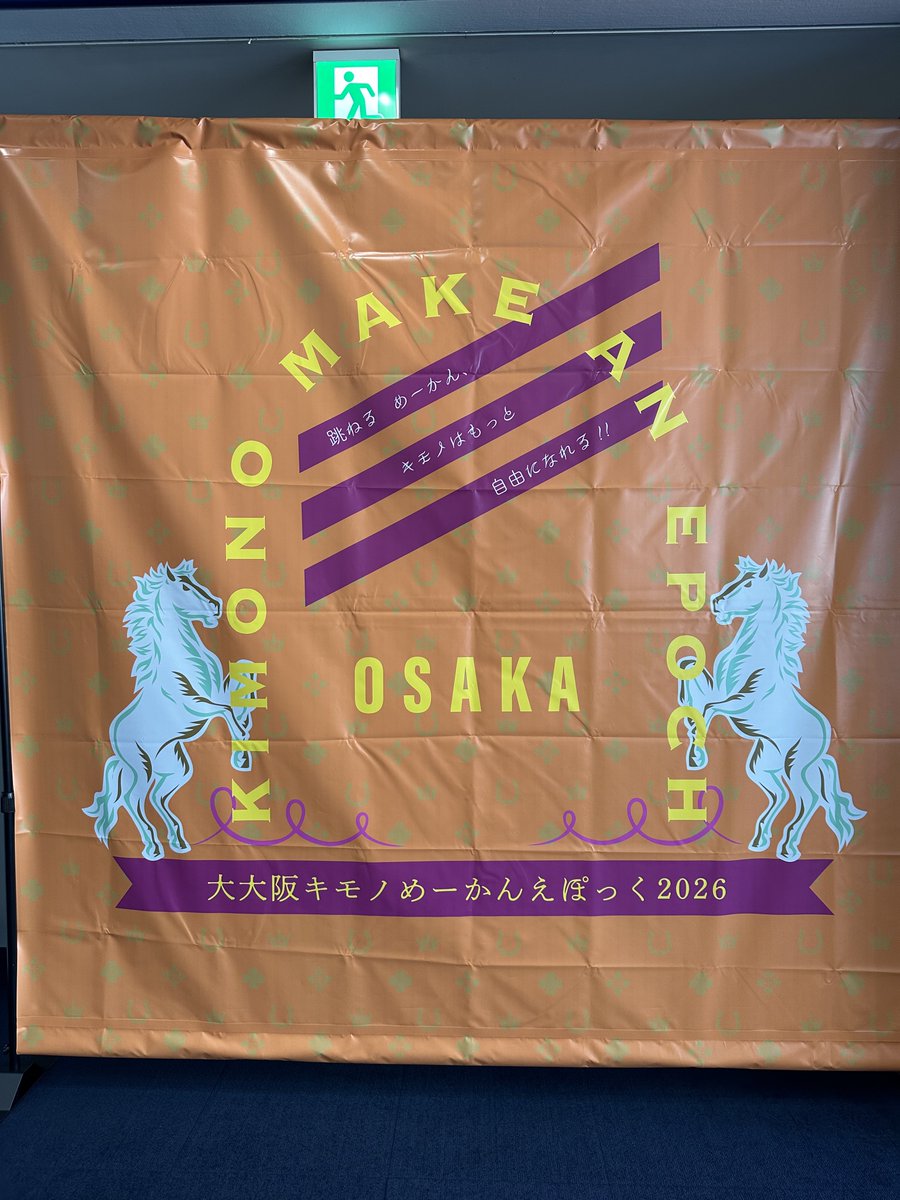 KIMONO MAKE AN EPOCH
跳ねる めーかん、
キモノはもっと
自由になれる!!
OSAKA
大大阪キモノめーかんえぽっく2026